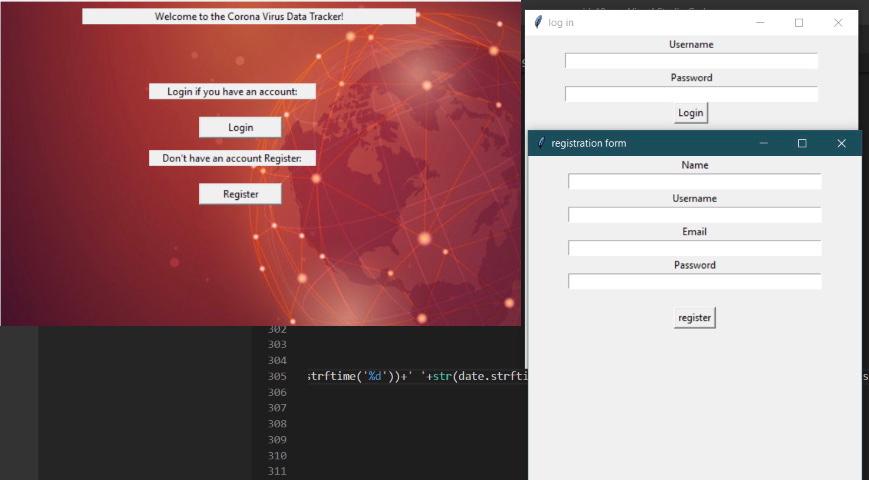 Welcome to the Corona Virus Data Tracker!
Login if you have an account:
Login
Don't have an account Register:
Register
log in
Username
Password
Login
registration form
Name
Username
Email
Password
register
302
303
304
305 strftime('%d'))+' '+str(date.strfti
306
307
308
309
310
311